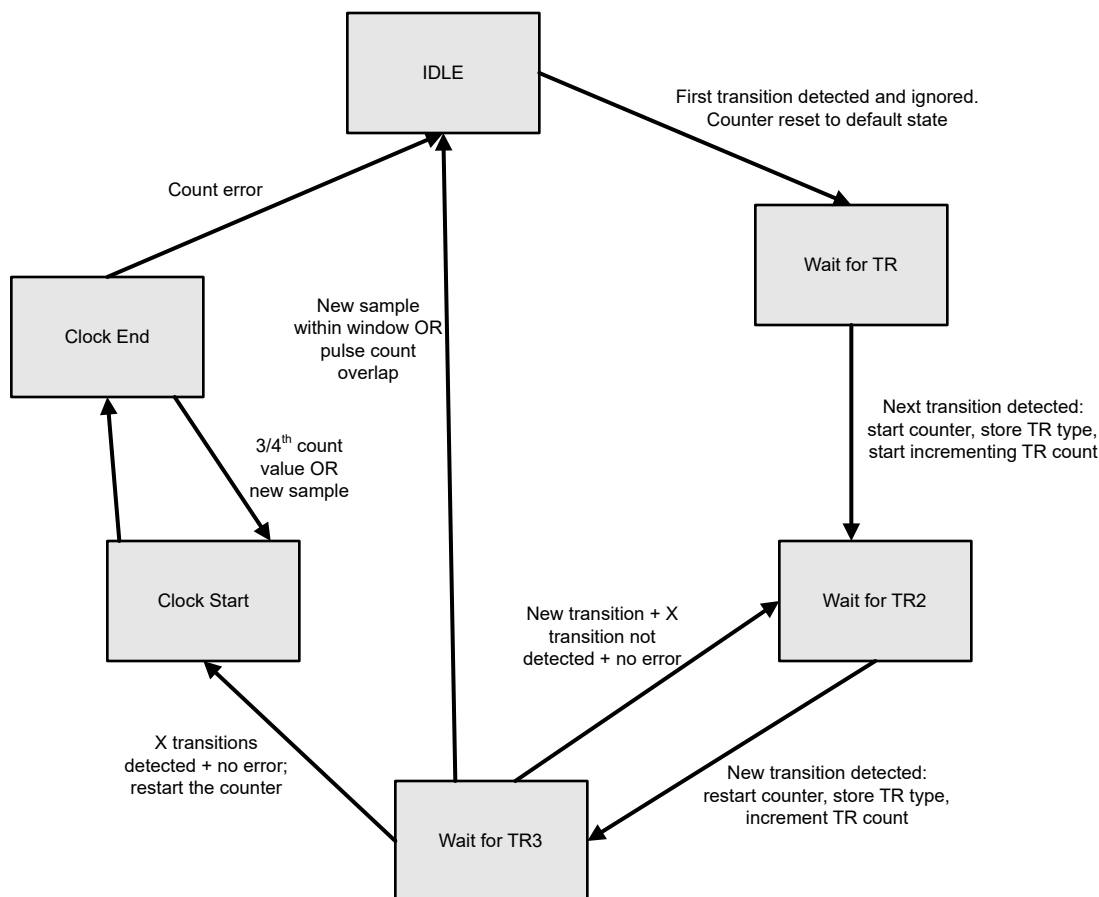 IDLE
First transition detected and ignored.
Counter reset to default state
Count error
Wait for TR
New sample
within window OR
pulse count
overlap
Clock End
Next transition detected:
start counter, store TR type,
start incrementing TR count
3/4th count
value OR
new sample
Clock Start
Wait for TR2
New transition + X
transition not
detected + no error
X transitions
detected + no error;
restart the counter
New transition detected:
restart counter, store TR type,
increment TR count
Wait for TR3